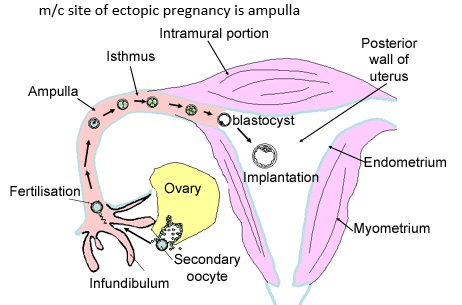 m/c site of ectopic pregnancy is ampulla
Intramural portion
Isthmus
Posterior
wall of
uterus
Ampulla
blastocyst
Endometrium
Implantation
Fertilisation
Ovary
Myometrium
Secondary
oocyte
Infundibulum